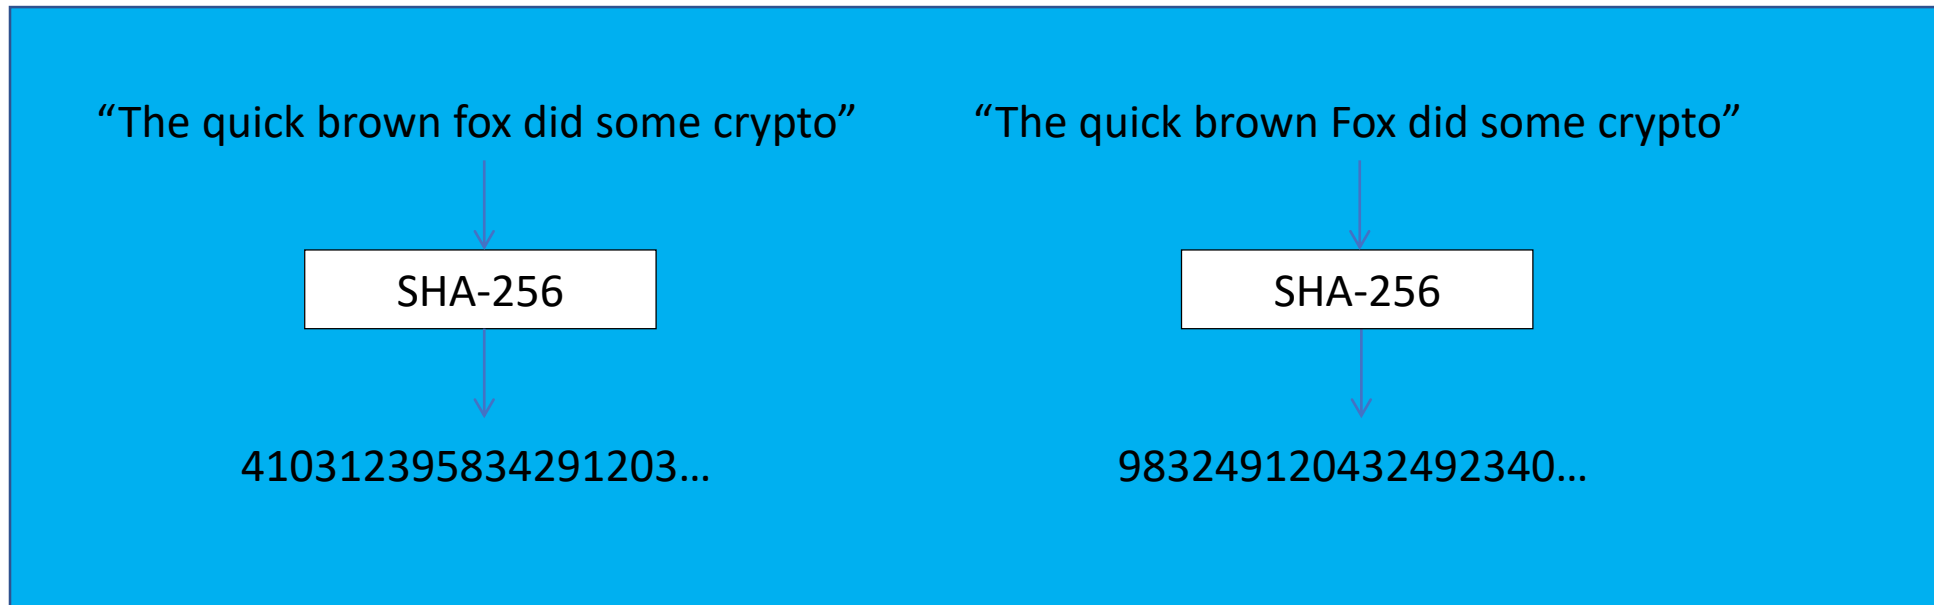 “The quick brown fox did some crypto”
“The quick brown Fox did some crypto”
SHA-256
SHA-256
410312395834291203…
983249120432492340…